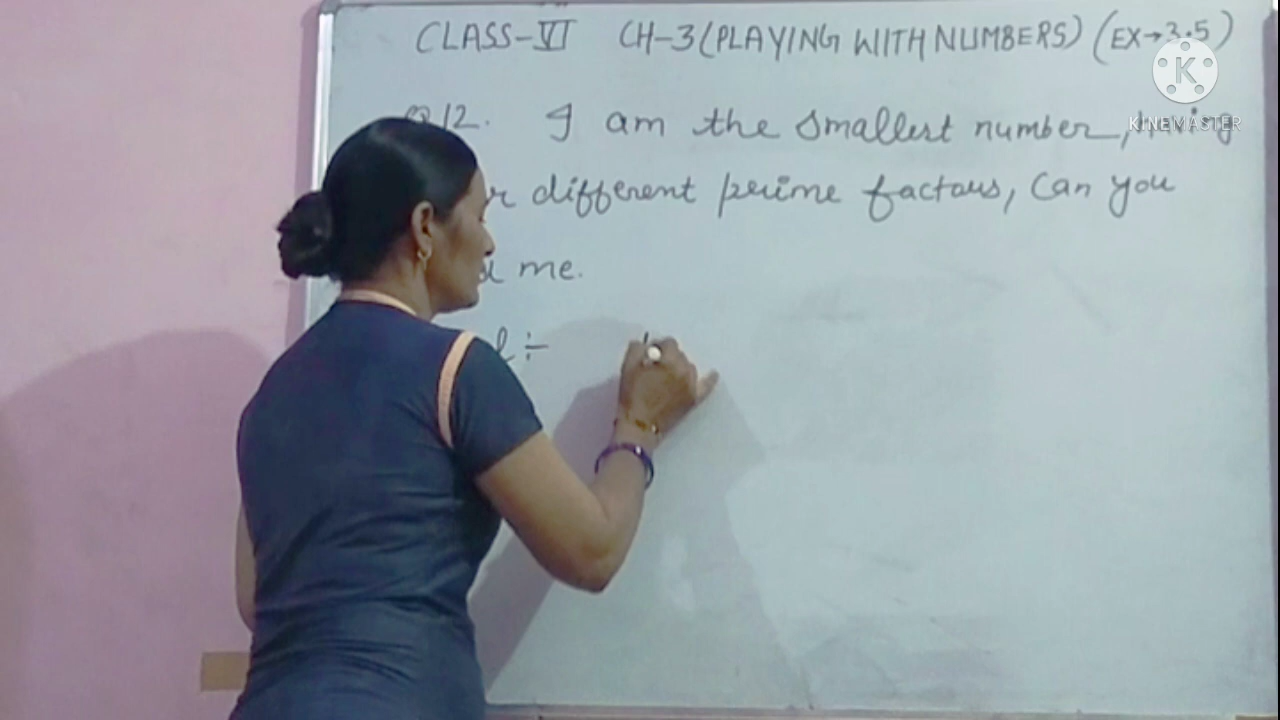 CLASS-VI CH-3 (PLAYING WITH NUMBERS) (EX→3.5)
Q12. I am the smallest number, having
different prime factors, Can you
me.
:-
K
KINEMASTER